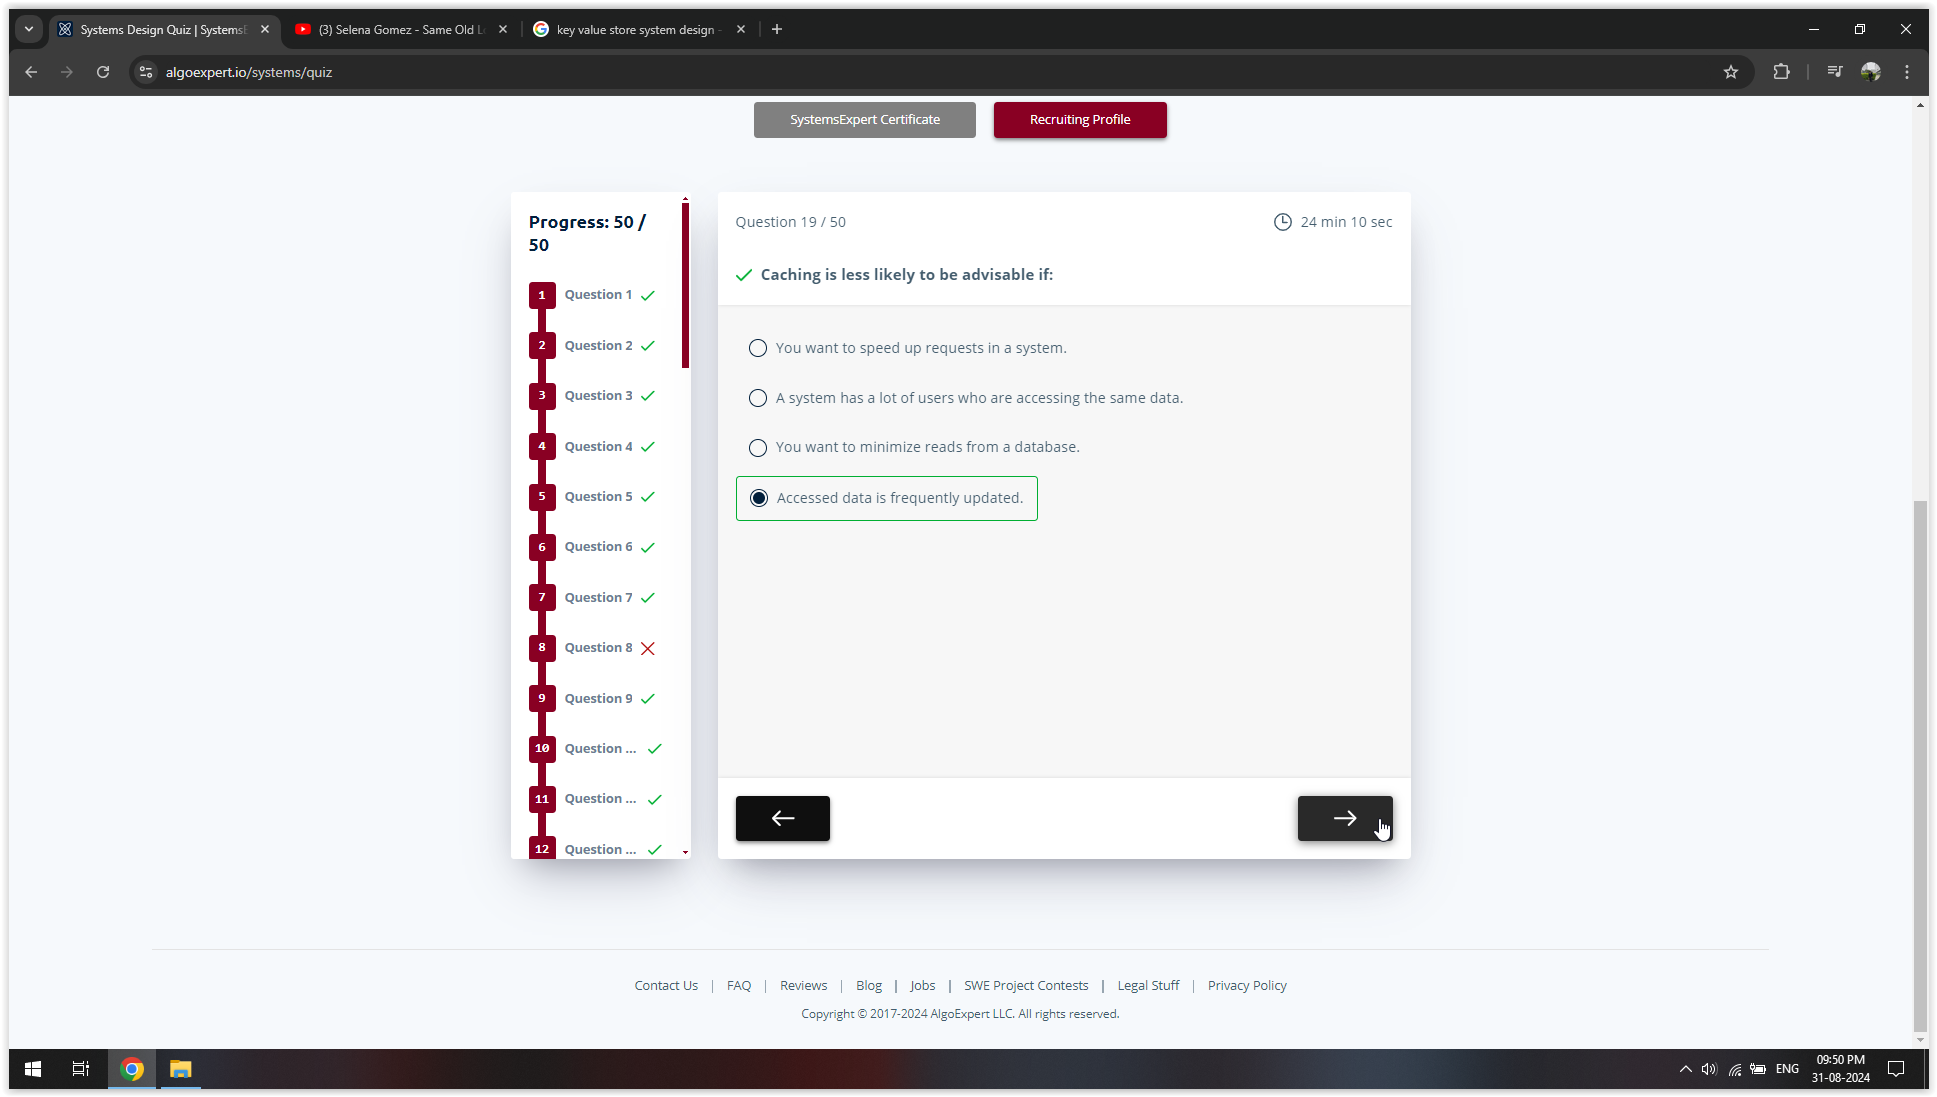 Systems Design Quiz | Systems
(3) Selena Gomez - Same Old L
key value store system design -
algoexpert.io/systems/quiz
SystemsExpert Certificate
Recruiting Profile
Progress: 50 /
50
1 Question 1
2 Question 2
3 Question 3
4 Question 4
5 Question 5
6 Question 6
7 Question 7
8 Question 8
9 Question 9
10 Question ...
11 Question ...
12 Question ...
Question 19 / 50
24 min 10 sec
Caching is less likely to be advisable if:
You want to speed up requests in a system.
A system has a lot of users who are accessing the same data.
You want to minimize reads from a database.
Accessed data is frequently updated.
Contact Us | FAQ | Reviews | Blog | Jobs | SWE Project Contests | Legal Stuff | Privacy Policy
Copyright © 2017-2024 AlgoExpert LLC. All rights reserved.
ENG
09:50 PM
31-08-2024